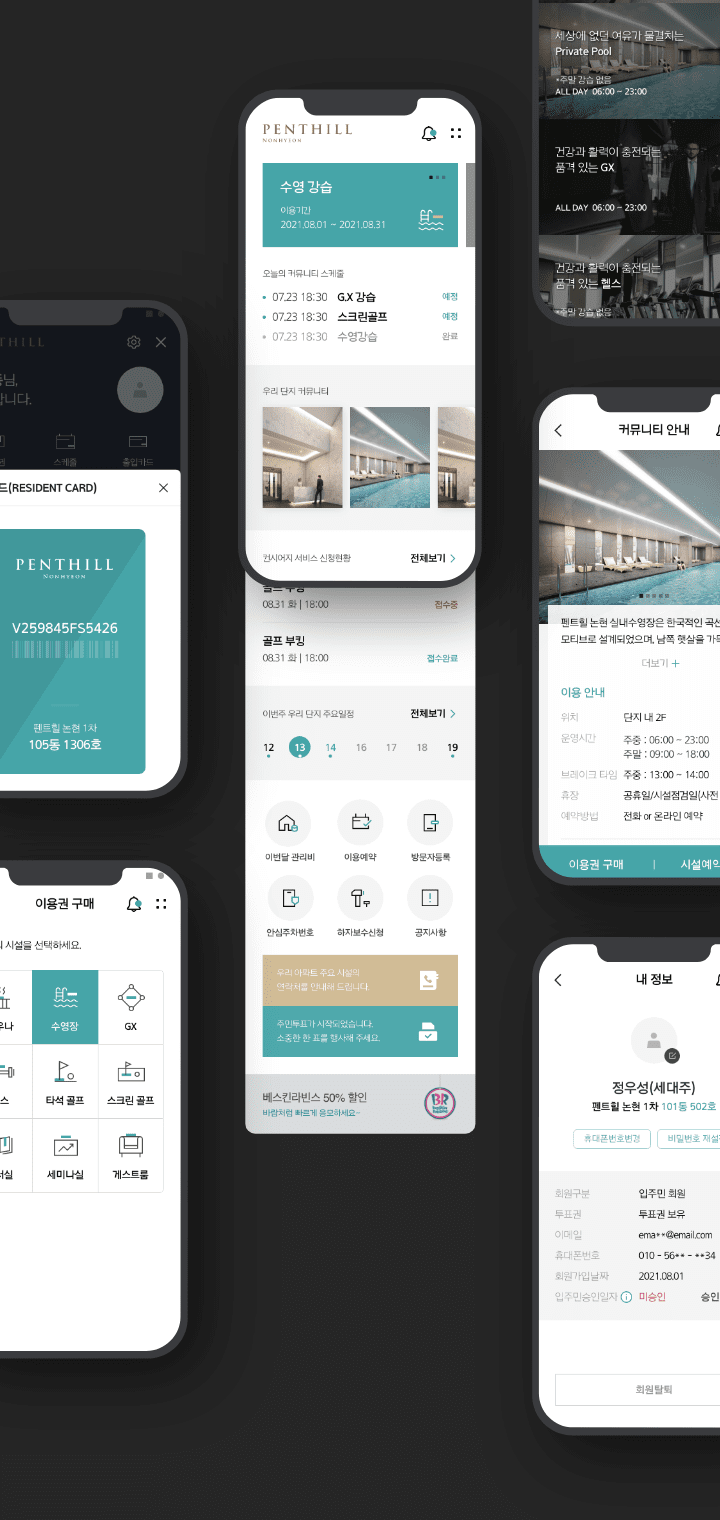 세상에 없던 여유가 물결치는
Private Pool
*주말 강습 없음
ALL DAY 06:00 ~ 23:00
건강과 활력이 충전되는
품격 있는 GX
ALL DAY 06:00 ~ 23:00
건강과 활력이 충전되는
품격 있는 헬스
*주말 강습 없음
PENTHILL
NONHYEON
수영 강습
이용기간
2021.08.01 ~ 2021.08.31
오늘의 커뮤니티 스케줄
07.23 18:30 G.X 강습 예정
07.23 18:30 스크린골프 예정
07.23 18:30 수영강습 완료
우리 단지 커뮤니티
컨시어지 서비스 신청현황 전체보기 >
08.31 화 | 18:00 접수중
골프 부킹
08.31 화 | 18:00 접수완료
이번주 우리 단지 주요일정 전체보기 >
12 13 14 16 17 18 19
이번달 관리비 이용예약 방문자등록
안심주차번호 하자보수신청 공지사항
우리 아파트 주요 시설의
연락처를 안내해 드립니다.
주민투표가 시작되었습니다.
소중한 한 표를 행사해 주세요.
베스킨라빈스 50% 할인
바람처럼 빠르게 응모하세요~
BR
THILL
님,
니다.
권 스케줄 출입카드
드(RESIDENT CARD)
PENTHILL
NONHYEON
V259845FS5426
펜트힐 논현 1차
105동 1306호
이용권 구매
시설을 선택하세요.
우나 수영장 GX
스 타석 골프 스크린 골프
서실 세미나실 게스트룸
커뮤니티 안내
펜트힐 논현 실내수영장은 한국적인 곡선
모티브로 설계되었으며, 남쪽 햇살을 가득
더보기 +
이용 안내
위치 단지 내 2F
운영시간 주중 : 06:00 ~ 23:00
주말 : 09:00 ~ 18:00
브레이크 타임 주중 : 13:00 ~ 14:00
휴장 공휴일/시설점검일(사전
예약방법 전화 or 온라인 예약
이용권 구매 | 시설예약
내 정보
정우성(세대주)
펜트힐 논현 1차 101동 502호
휴대폰번호변경 비밀번호 재설
회원구분 입주민 회원
투표권 투표권 보유
이메일 ema**@email.com
휴대폰번호 010 - 56** - **34
회원가입날짜 2021.08.01
입주민승인일자 미승인 승인
회원탈퇴